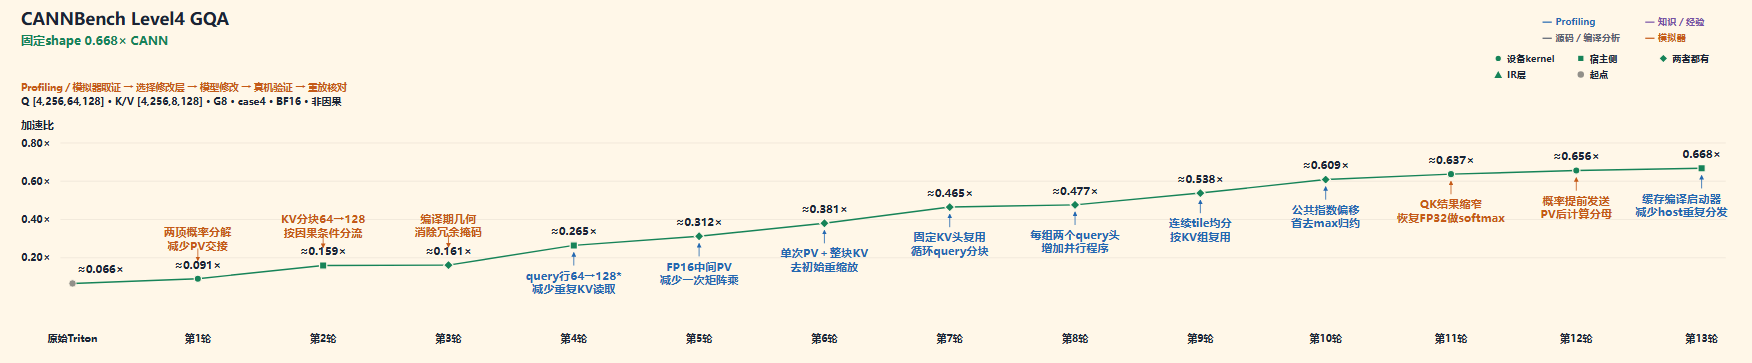 CANNBench Level4 GQA
固定shape 0.668× CANN
Profiling
知识 / 经验
源码 / 编译分析
模拟器
设备kernel
宿主侧
两者都有
IR层
起点
Profiling / 模拟器取证 → 选择修改层 → 模型修改 → 真机验证 → 重放核对
Q [4,256,64,128] • K/V [4,256,8,128] • G8 • case4 • BF16 • 非因果
加速比
0.80×
0.60×
0.40×
0.20×
≈0.066×
≈0.091×
两项概率分解
减少PV交接
≈0.159×
KV分块64→128
按因果条件分流
≈0.161×
编译期几何
消除冗余掩码
≈0.265×
query行64→128*
减少重复KV读取
≈0.312×
FP16中间PV
减少一次矩阵乘
≈0.381×
单次PV + 整块KV
去初始重缩放
≈0.465×
固定KV头复用
循环query分块
≈0.477×
每组两个query头
增加并行程序
≈0.538×
连续tile均分
按KV组复用
≈0.609×
公共指数偏移
省去max归约
≈0.637×
QK结果缩窄
恢复FP32做softmax
≈0.656×
概率提前发送
PV后计算分母
0.668×
缓存编译启动器
减少host重复分发
原始Triton
第1轮
第2轮
第3轮
第4轮
第5轮
第6轮
第7轮
第8轮
第9轮
第10轮
第11轮
第12轮
第13轮